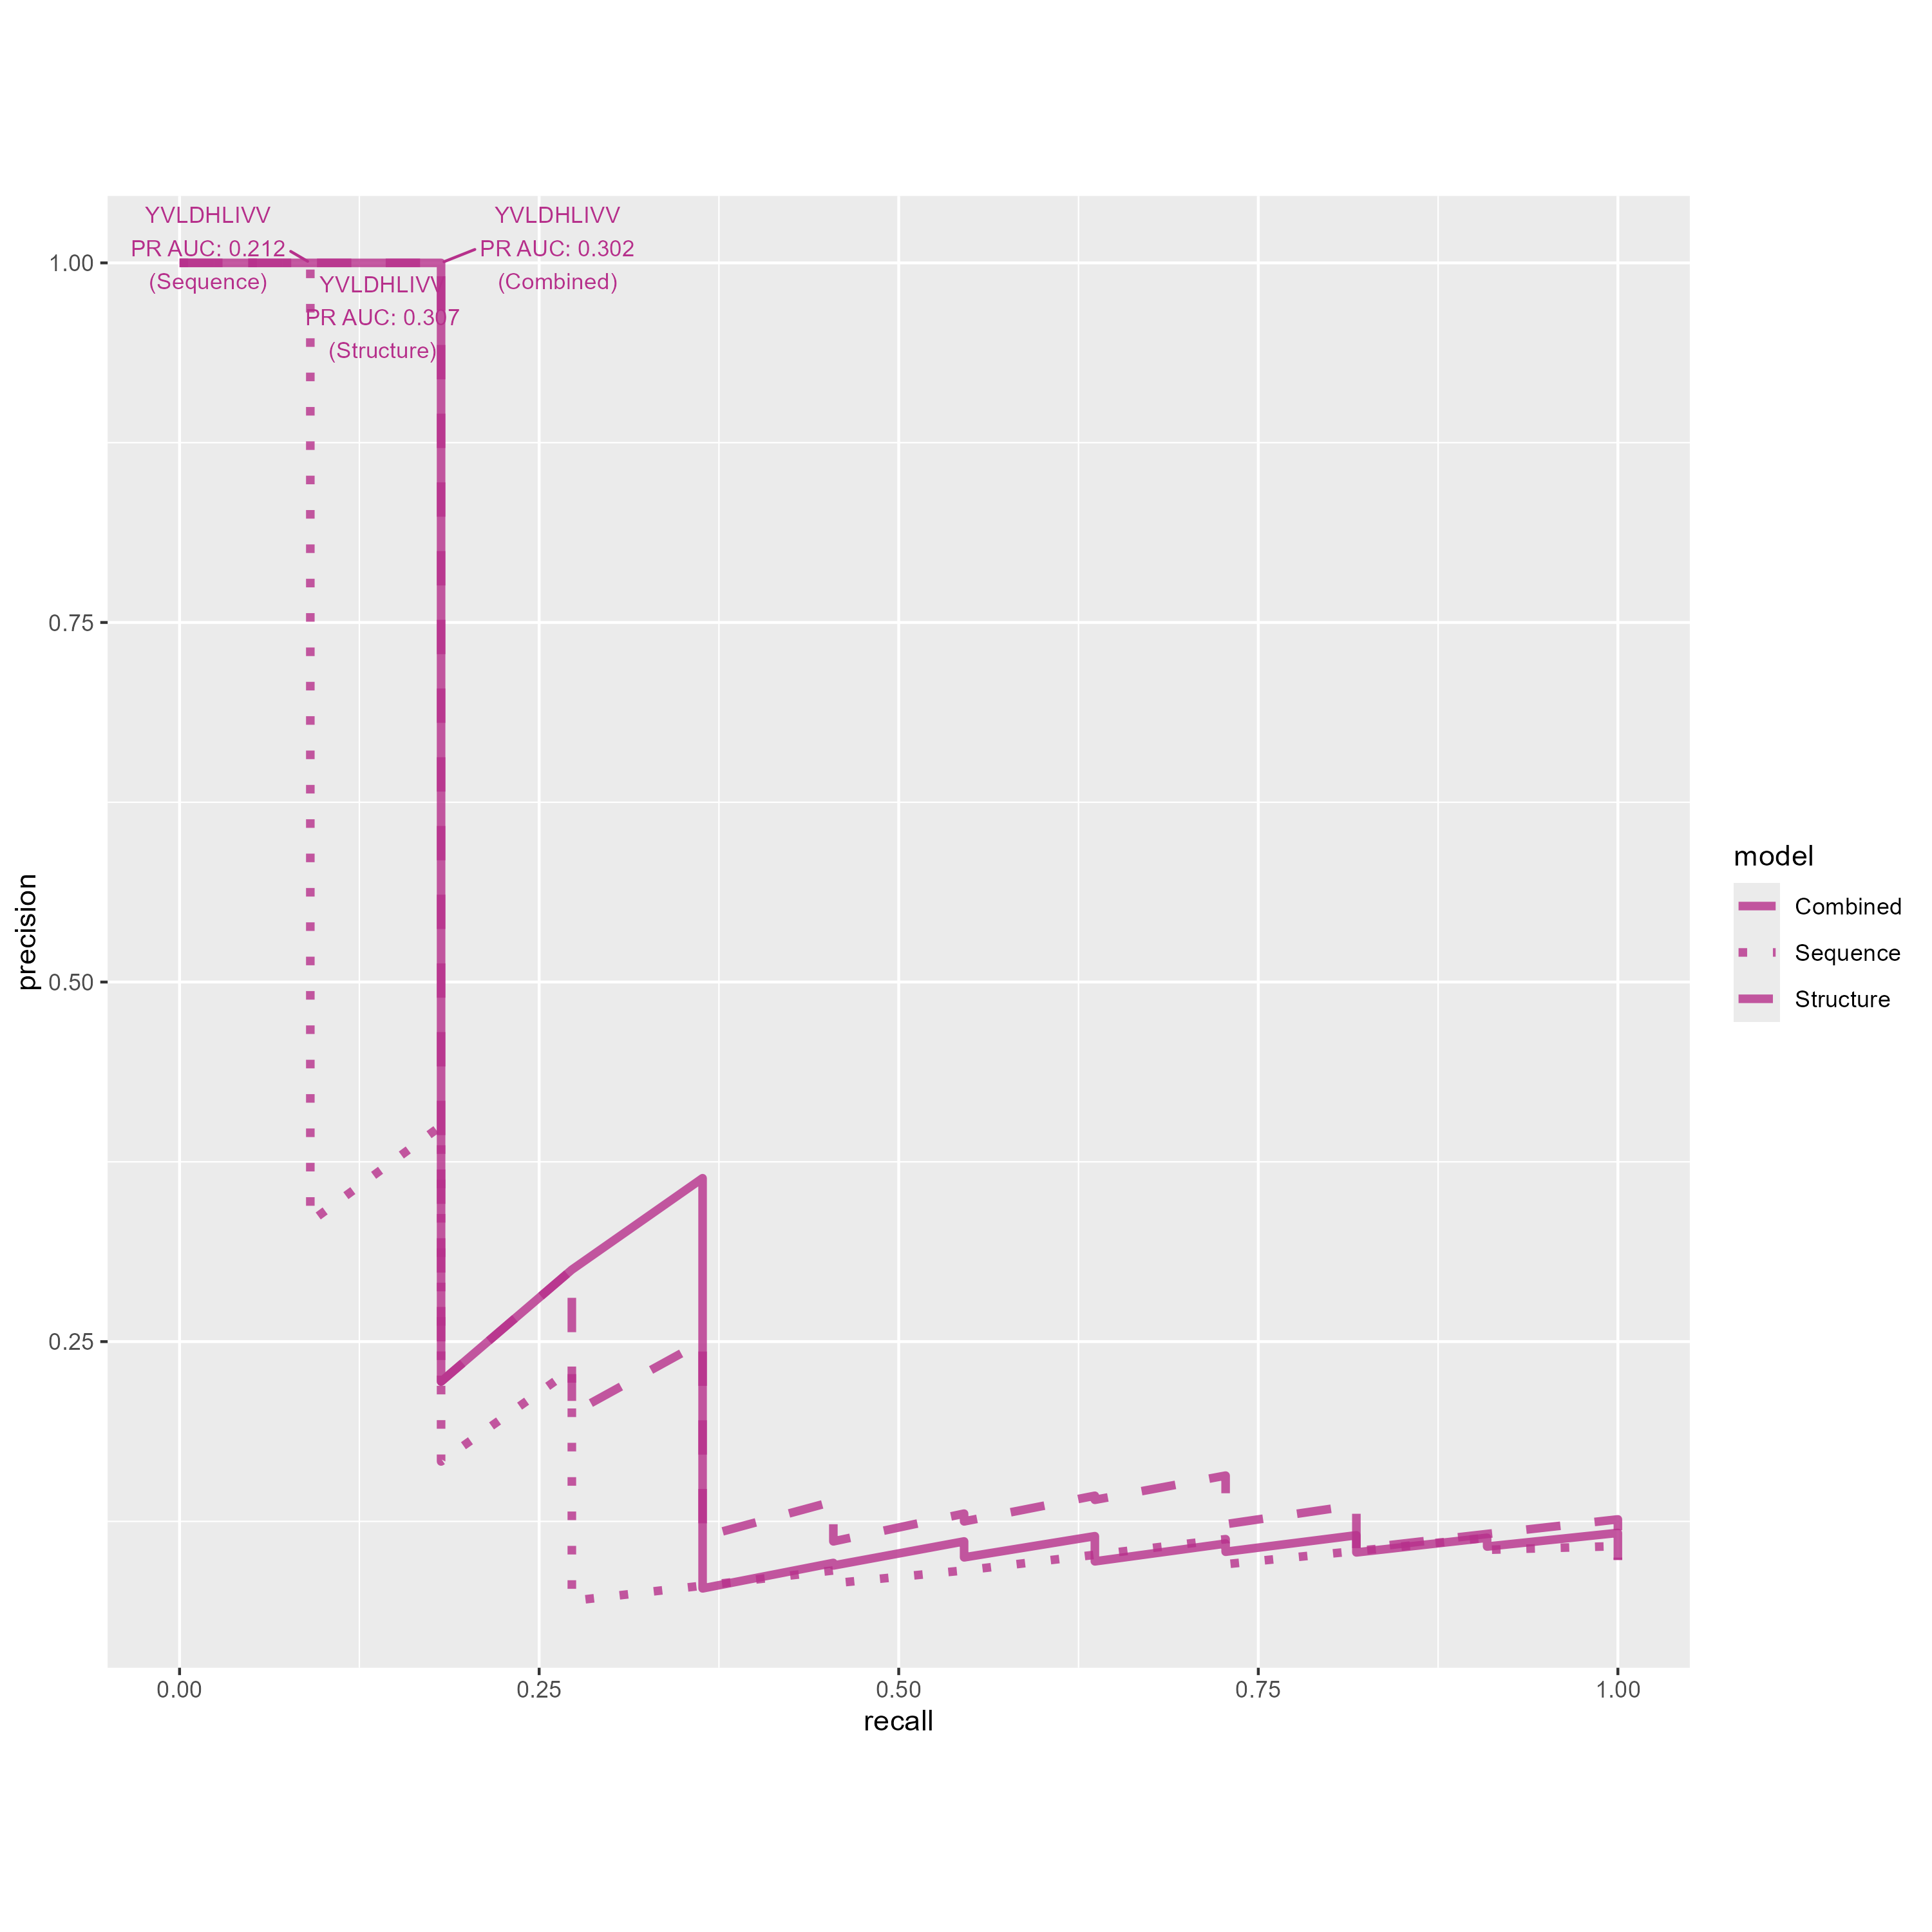 YVLDHLIVV
PR AUC: 0.212
(Sequence)
YVLDHLIVV
PR AUC: 0.302
(Combined)
YVLDHLIVV
PR AUC: 0.307
(Structure)
1.00
0.75
0.50
0.25
precision
0.00
0.25
0.50
0.75
1.00
recall
model
Combined
Sequence
Structure